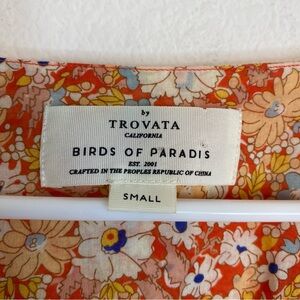 by
TROVATA
CALIFORNIA
BIRDS OF PARADIS
EST. 2001
CRAFTED IN THE PEOPLES REPUBLIC OF CHINA
SMALL